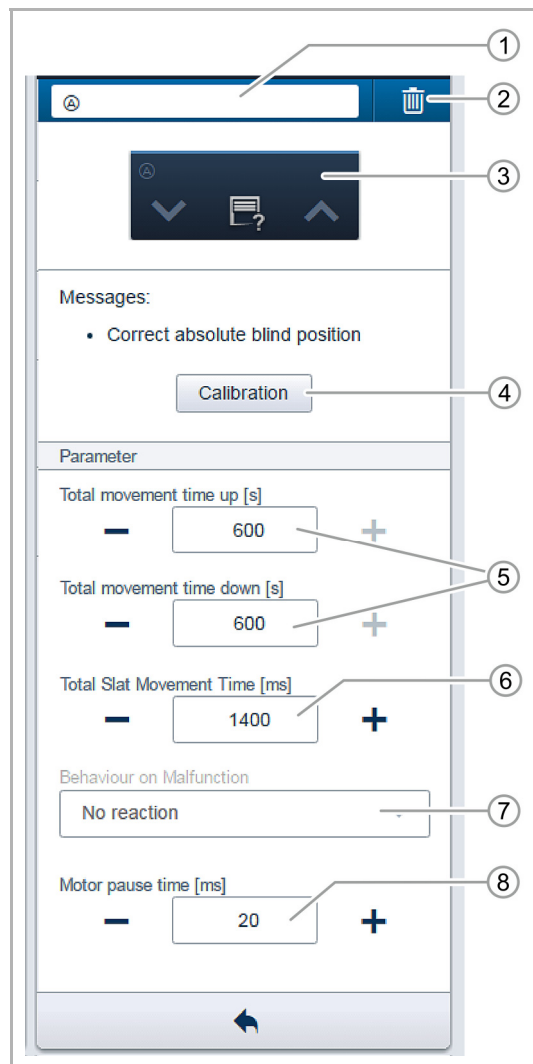 1
Ⓐ
2
Ⓐ
3
?
Messages:
• Correct absolute blind position
Calibration
4
Parameter
Total movement time up [s]
− 600 +
5
Total movement time down [s]
− 600 +
Total Slat Movement Time [ms]
6
− 1400 +
Behaviour on Malfunction
No reaction
7
Motor pause time [ms]
8
− 20 +